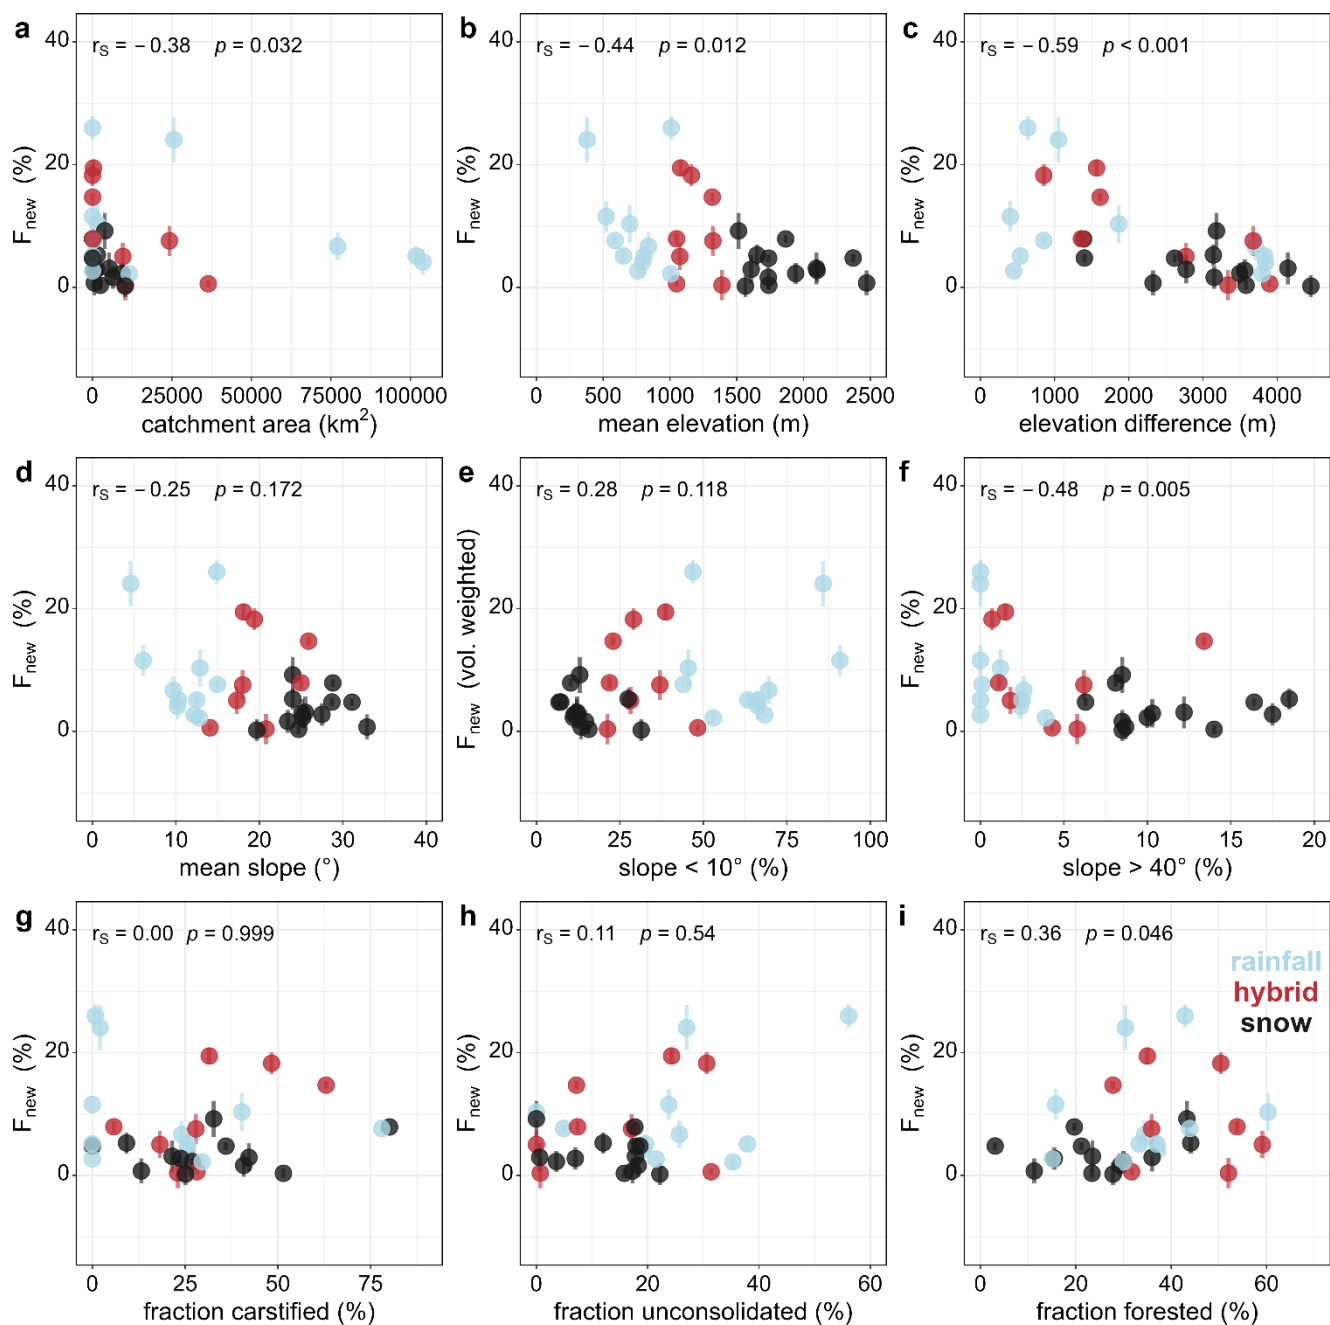 a
rS = −0.38 p = 0.032
40
20
0
Fnew (%)
0 25000 50000 75000 100000
catchment area (km²)
b
rS = −0.44 p = 0.012
40
20
0
Fnew (%)
0 500 1000 1500 2000 2500
mean elevation (m)
c
rS = −0.59 p < 0.001
40
20
0
Fnew (%)
0 1000 2000 3000 4000
elevation difference (m)
d
rS = −0.25 p = 0.172
40
20
0
Fnew (%)
0 10 20 30 40
mean slope (°)
e
rS = 0.28 p = 0.118
40
20
0
Fnew (vol. weighted)
0 25 50 75 100
slope < 10° (%)
f
rS = −0.48 p = 0.005
40
20
0
Fnew (%)
0 5 10 15 20
slope > 40° (%)
g
rS = 0.00 p = 0.999
40
20
0
Fnew (%)
0 25 50 75
fraction carstified (%)
h
rS = 0.11 p = 0.54
40
20
0
Fnew (%)
0 20 40 60
fraction unconsolidated (%)
i
rS = 0.36 p = 0.046
rainfall
hybrid
snow
40
20
0
Fnew (%)
0 20 40 60
fraction forested (%)